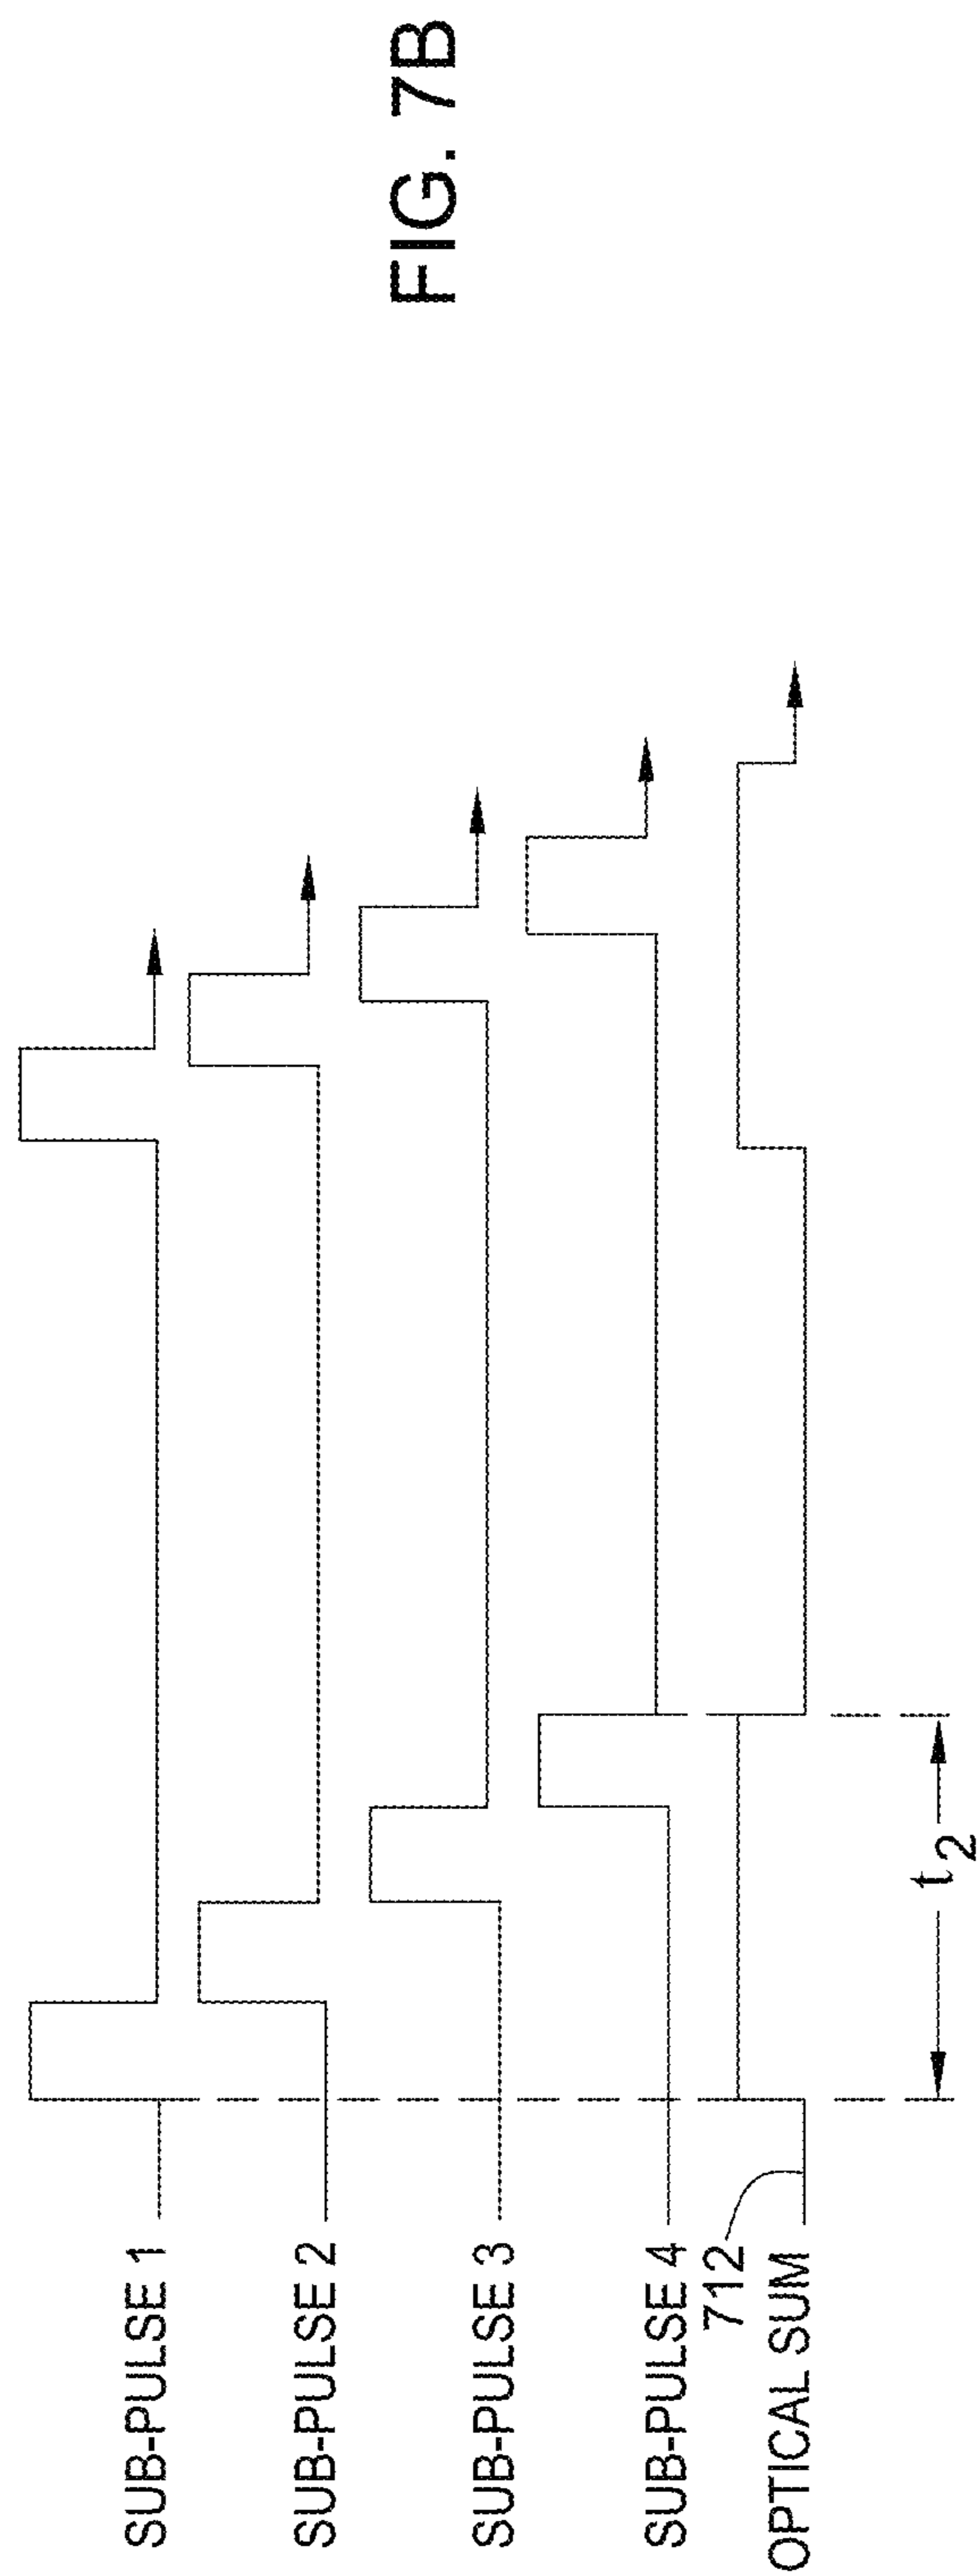 SUB-PULSE 1
SUB-PULSE 2
SUB-PULSE 3
SUB-PULSE 4
712
OPTICAL SUM
t2
FIG. 7B